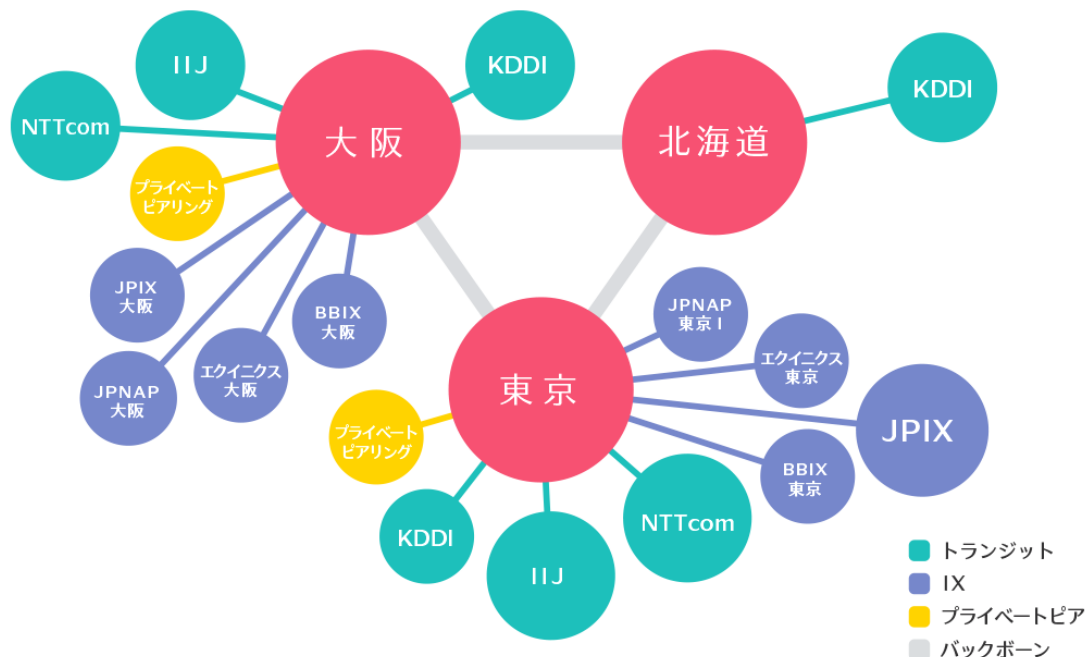 IIJ
KDDI
KDDI
NTTcom
大阪
北海道
プライベート
ピアリング
JPIX
大阪
BBIX
大阪
JPNAP
東京 I
JPNAP
大阪
エクイニクス
大阪
エクイニクス
東京
東京
JPIX
プライベート
ピアリング
BBIX
東京
KDDI
IIJ
NTTcom
トランジット
IX
プライベートピア
バックボーン